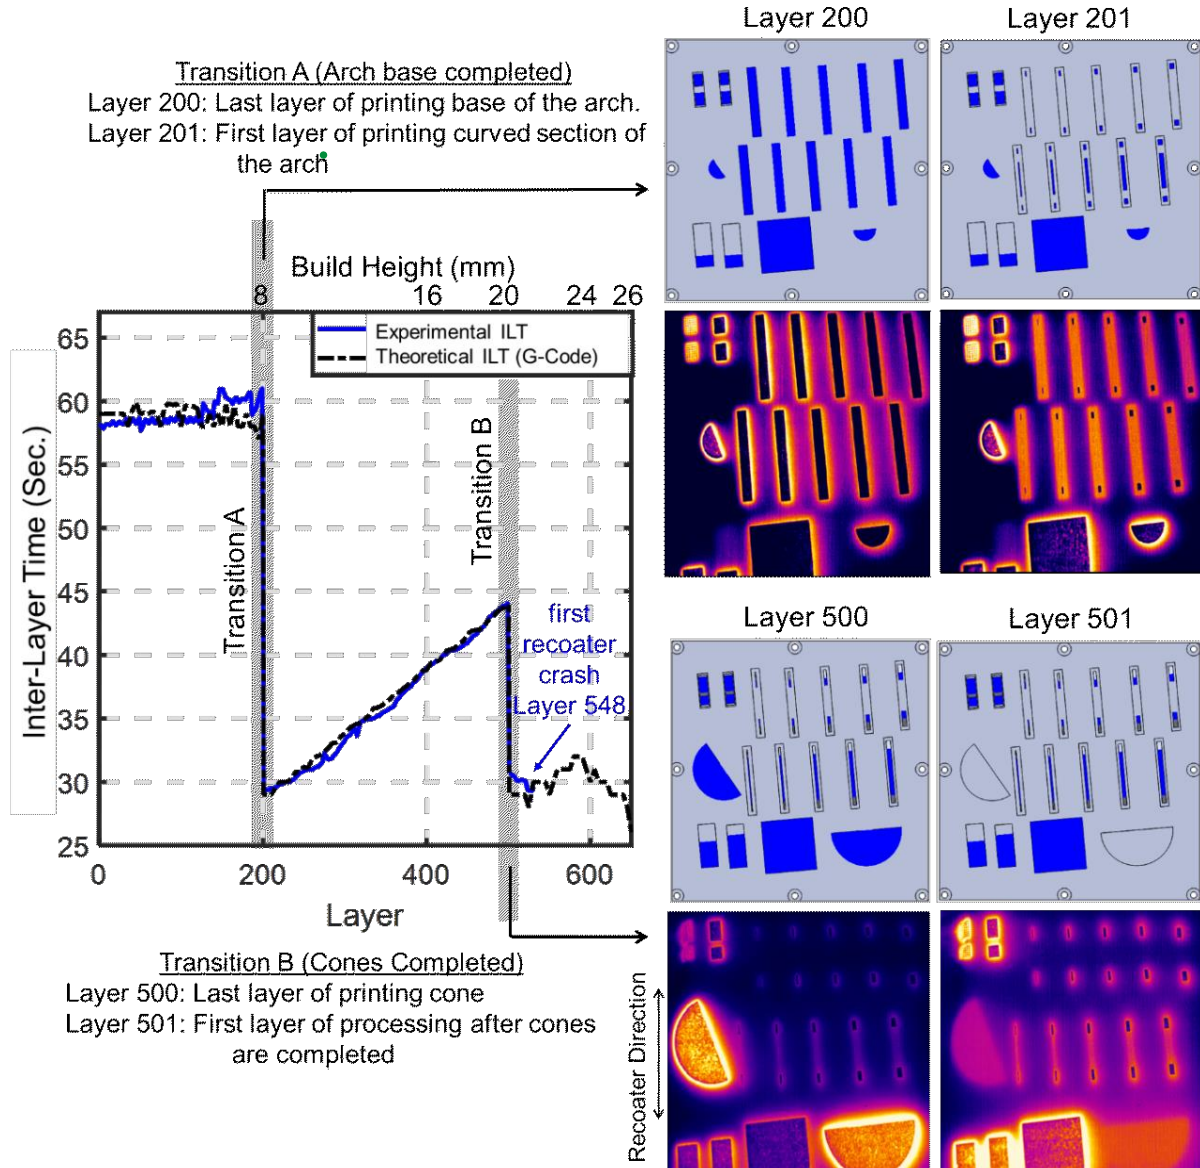 Layer 200
Layer 201
Transition A (Arch base completed)
Layer 200: Last layer of printing base of the arch.
Layer 201: First layer of printing curved section of
the arch
Build Height (mm)
8
16
20
24
26
Experimental ILT
Theoretical ILT (G-Code)
65
60
55
50
45
40
35
30
25
Inter-Layer Time (Sec.)
Transition A
Transition B
first
recoater
crash
Layer 548
0
200
400
600
Layer
Layer 500
Layer 501
Transition B (Cones Completed)
Layer 500: Last layer of printing cone
Layer 501: First layer of processing after cones
are completed
Recoater Direction